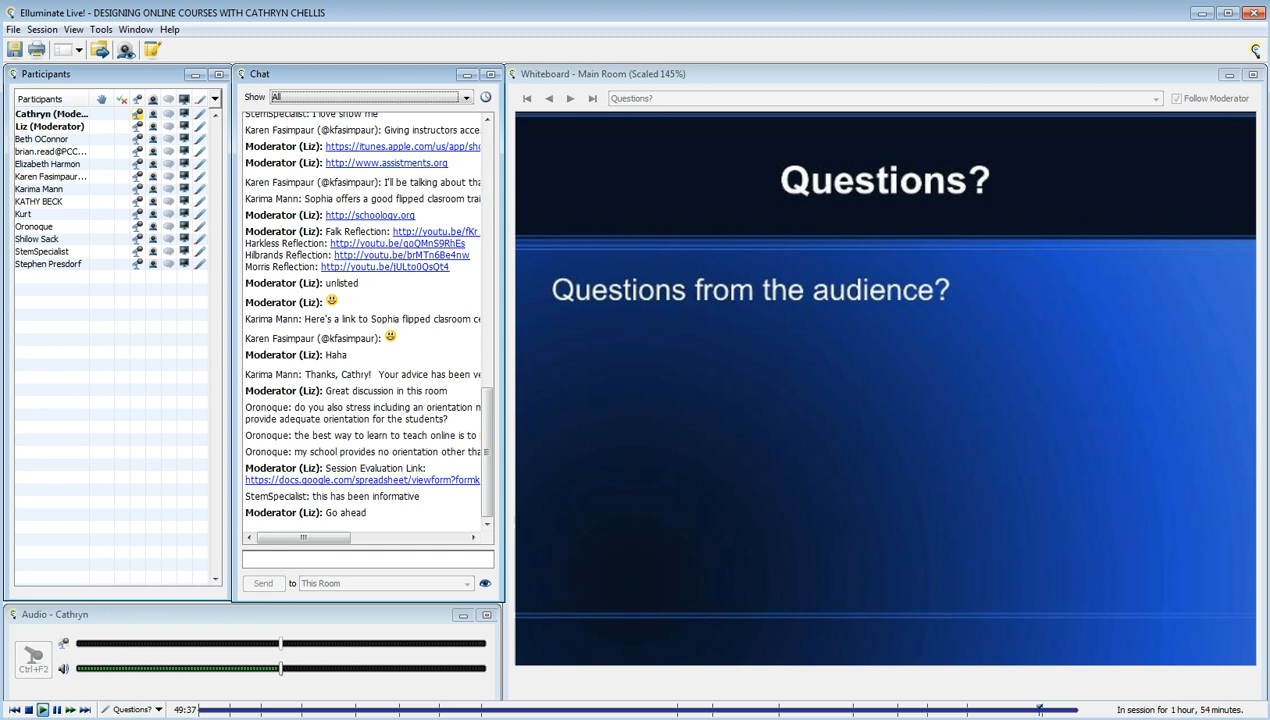 Elluminate Live! - DESIGNING ONLINE COURSES WITH CATHRYN CHELLIS
File Session View Tools Window Help
Participants
Participants
Cathryn (Mode...
Liz (Moderator)
Beth OConnor
brian.read@PCC...
Elizabeth Harmon
Karen Fasimpaur...
Karima Mann
KATHY BECK
Kurt
Oronoque
Shilow Sack
StemSpecialist
Stephen Presdorf
Chat
Show All
StemSpecialist: I love show me
Karen Fasimpaur (@kfasimpaur): Giving instructors acce
Moderator (Liz): https://itunes.apple.com/us/app/sho
Moderator (Liz): http://www.assistments.org
Karen Fasimpaur (@kfasimpaur): I'll be talking about tha
Karima Mann: Sophia offers a good flipped clasroom trai
Moderator (Liz): http://schoology.org
Moderator (Liz): Falk Reflection: http://youtu.be/fKr
Harkless Reflection: http://youtu.be/qoQMnS9RhEs
Hilbrands Reflection: http://youtu.be/brMTn6Be4nw
Morris Reflection: http://youtu.be/jULto0QsQt4
Moderator (Liz): unlisted
Moderator (Liz):
Karima Mann: Here's a link to Sophia flipped clasroom ce
Karen Fasimpaur (@kfasimpaur):
Moderator (Liz): Haha
Karima Mann: Thanks, Cathry! Your advice has been ve
Moderator (Liz): Great discussion in this room
Oronoque: do you also stress including an orientation n
provide adequate orientation for the students?
Oronoque: the best way to learn to teach online is to
Oronoque: my school provides no orientation other tha
Moderator (Liz): Session Evaluation Link:
https://docs.google.com/spreadsheet/viewform?formk
StemSpecialist: this has been informative
Moderator (Liz): Go ahead
Send to This Room
Audio - Cathryn
Ctrl+F2
Whiteboard - Main Room (Scaled 145%)
Questions? Follow Moderator
Questions?
Questions from the audience?
Questions? 49:37 In session for 1 hour, 54 minutes.